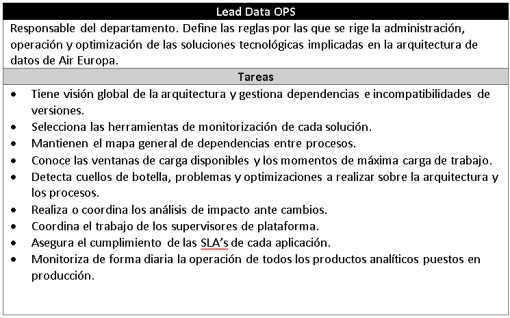 Lead Data OPS
Responsable del departamento. Define las reglas por las que se rige la administración,
operación y optimización de las soluciones tecnológicas implicadas en la arquitectura de
datos de Air Europa.
Tareas
• Tiene visión global de la arquitectura y gestiona dependencias e incompatibilidades de
versiones.
• Selecciona las herramientas de monitorización de cada solución.
• Mantienen el mapa general de dependencias entre procesos.
• Conoce las ventanas de carga disponibles y los momentos de máxima carga de trabajo.
• Detecta cuellos de botella, problemas y optimizaciones a realizar sobre la arquitectura y
los procesos.
• Realiza o coordina los análisis de impacto ante cambios.
• Coordina el trabajo de los supervisores de plataforma.
• Asegura el cumplimiento de las SLA's de cada aplicación.
• Monitoriza de forma diaria la operación de todos los productos analíticos puestos en
producción.